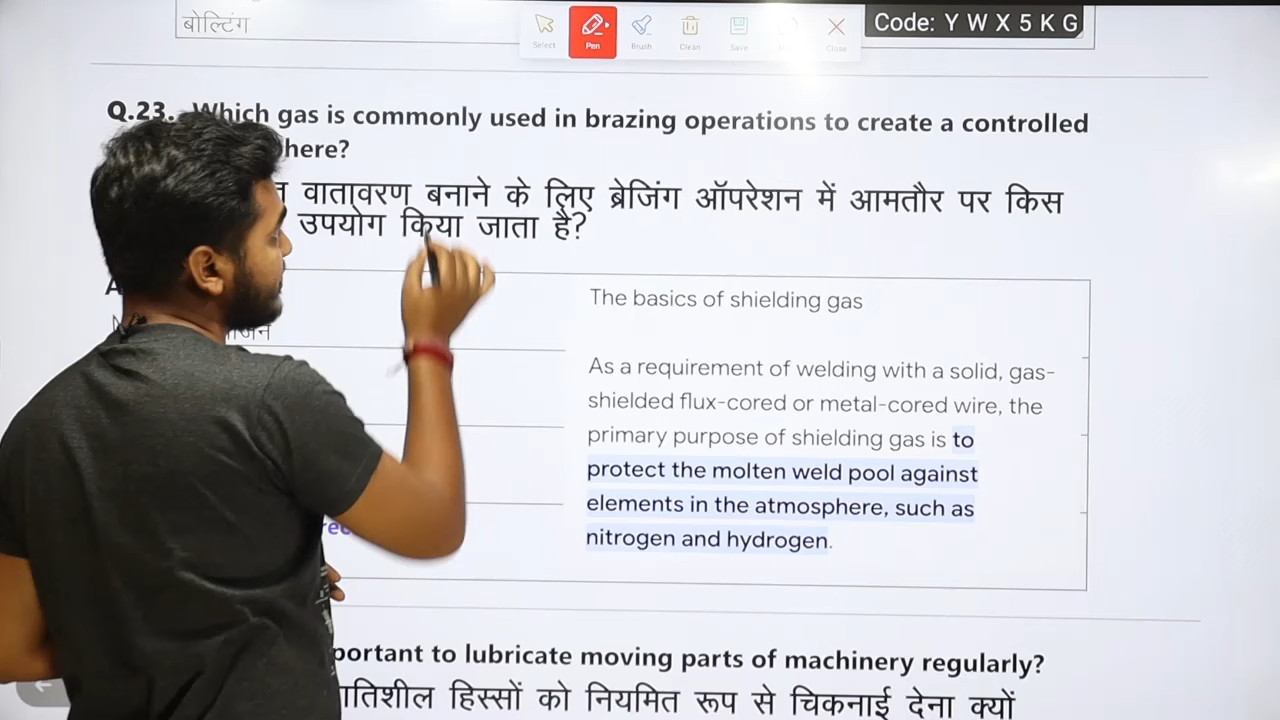 बोल्टिंग
Select Pen Brush Clean Save Close
Code: Y W X 5 K G
Q.23. Which gas is commonly used in brazing operations to create a controlled
here?
वातावरण बनाने के लिए ब्रेजिंग ऑपरेशन में आमतौर पर किस
उपयोग किया जाता है?
The basics of shielding gas
As a requirement of welding with a solid, gas-
shielded flux-cored or metal-cored wire, the
primary purpose of shielding gas is to
protect the molten weld pool against
elements in the atmosphere, such as
nitrogen and hydrogen.
portant to lubricate moving parts of machinery regularly?
गतिशील हिस्सों को नियमित रूप से चिकनाई देना क्यों